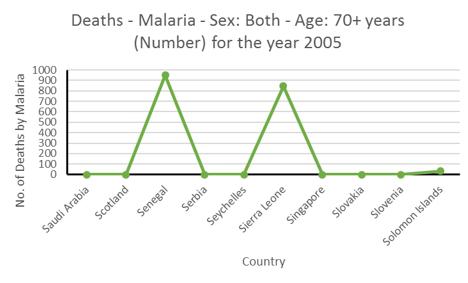 Deaths - Malaria - Sex: Both - Age: 70+ years
(Number) for the year 2005
No. of Deaths by Malaria
1000
900
800
700
600
500
400
300
200
100
0
Saudi Arabia
Scotland
Senegal
Serbia
Seychelles
Sierra Leone
Singapore
Slovakia
Slovenia
Solomon Islands
Country